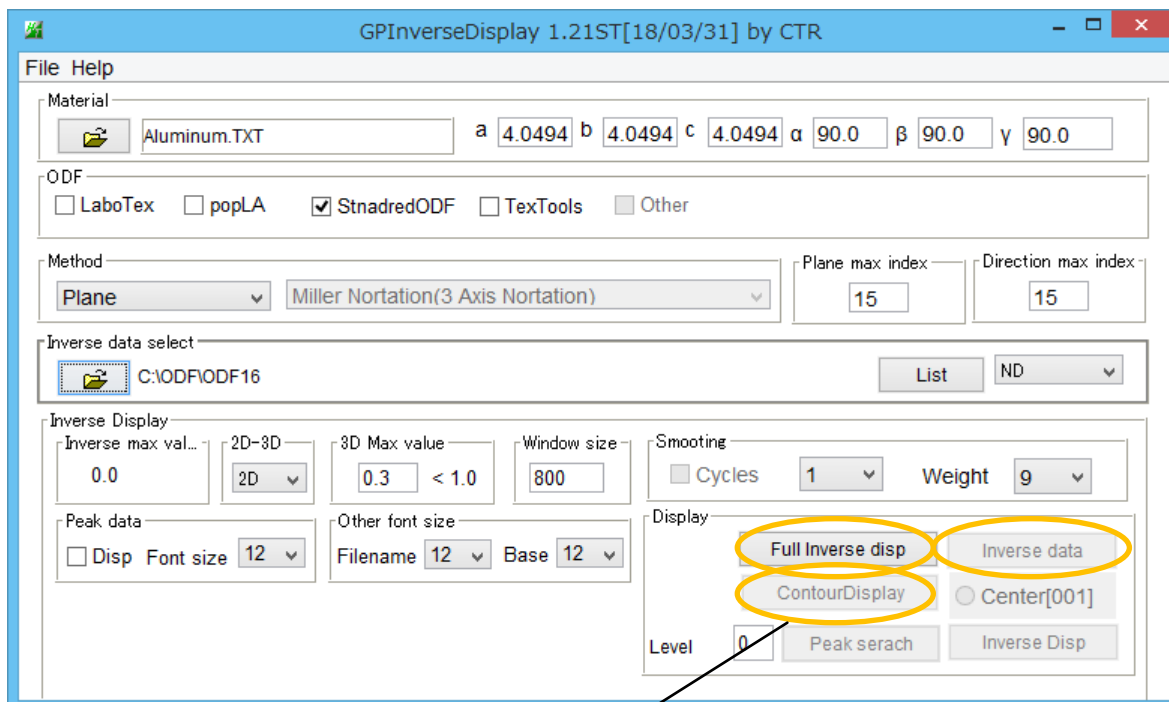 GPInverseDisplay 1.21ST[18/03/31] by CTR
File Help
Material
Aluminum.TXT a 4.0494 b 4.0494 c 4.0494 α 90.0 β 90.0 γ 90.0
ODF
LaboTex popLA StnadredODF TexTools Other
Method Plane max index Direction max index
Plane Miller Nortation(3 Axis Nortation) 15 15
Inverse data select
C:\ODF\ODF16 List ND
Inverse Display
Inverse max val... 2D-3D 3D Max value Window size Smooting
0.0 2D 0.3 < 1.0 800 Cycles 1 Weight 9
Peak data Other font size Display
Disp Font size 12 Filename 12 Base 12 Full Inverse disp Inverse data
ContourDisplay Center[001]
Level 0 Peak serach Inverse Disp